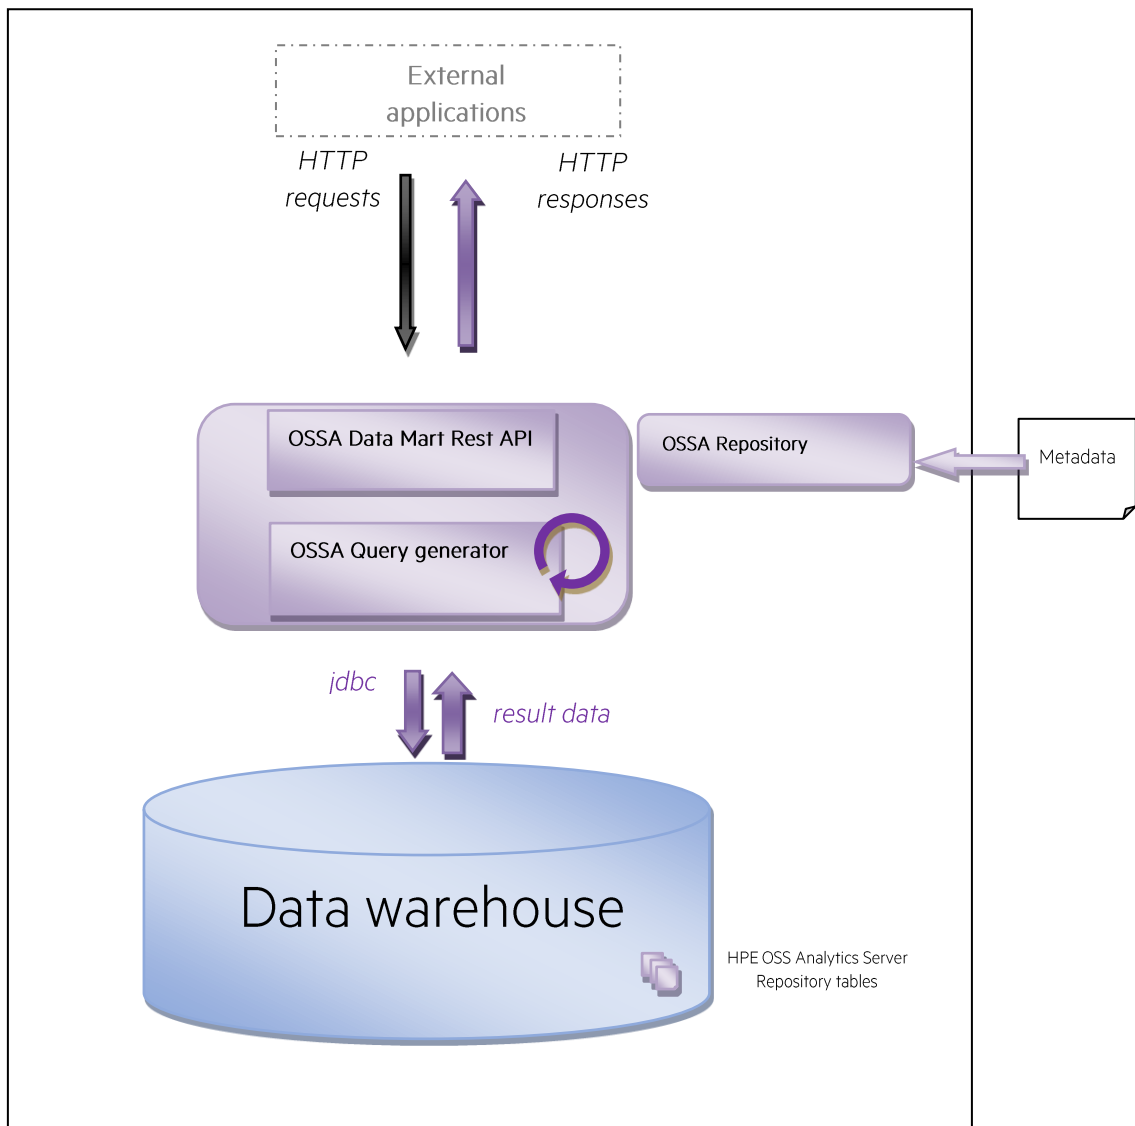 External
applications
HTTP
requests
HTTP
responses
OSSA Data Mart Rest API
OSSA Repository
Metadata
OSSA Query generator
jdbc
result data
Data warehouse
HPE OSS Analytics Server
Repository tables